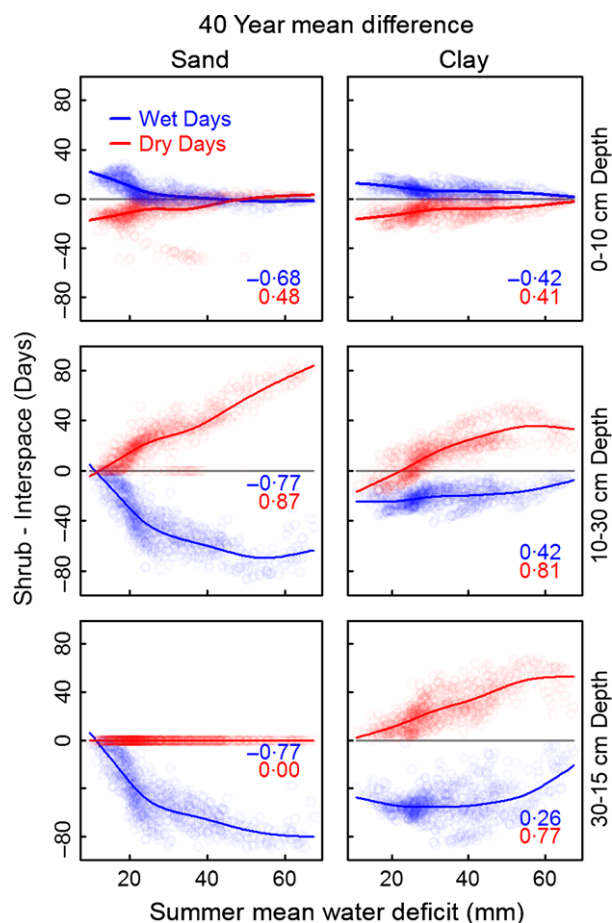 40 Year mean difference
Sand
Clay
Shrub - Interspace (Days)
80
40
0
−40
−80
Wet Days
Dry Days
−0·68
0·48
−0·42
0·41
0-10 cm Depth
80
40
0
−40
−80
−0·77
0·87
0·42
0·81
10-30 cm Depth
80
40
0
−40
−80
−0·77
0·00
0·26
0·77
30-15 cm Depth
20 40 60
20 40 60
Summer mean water deficit (mm)